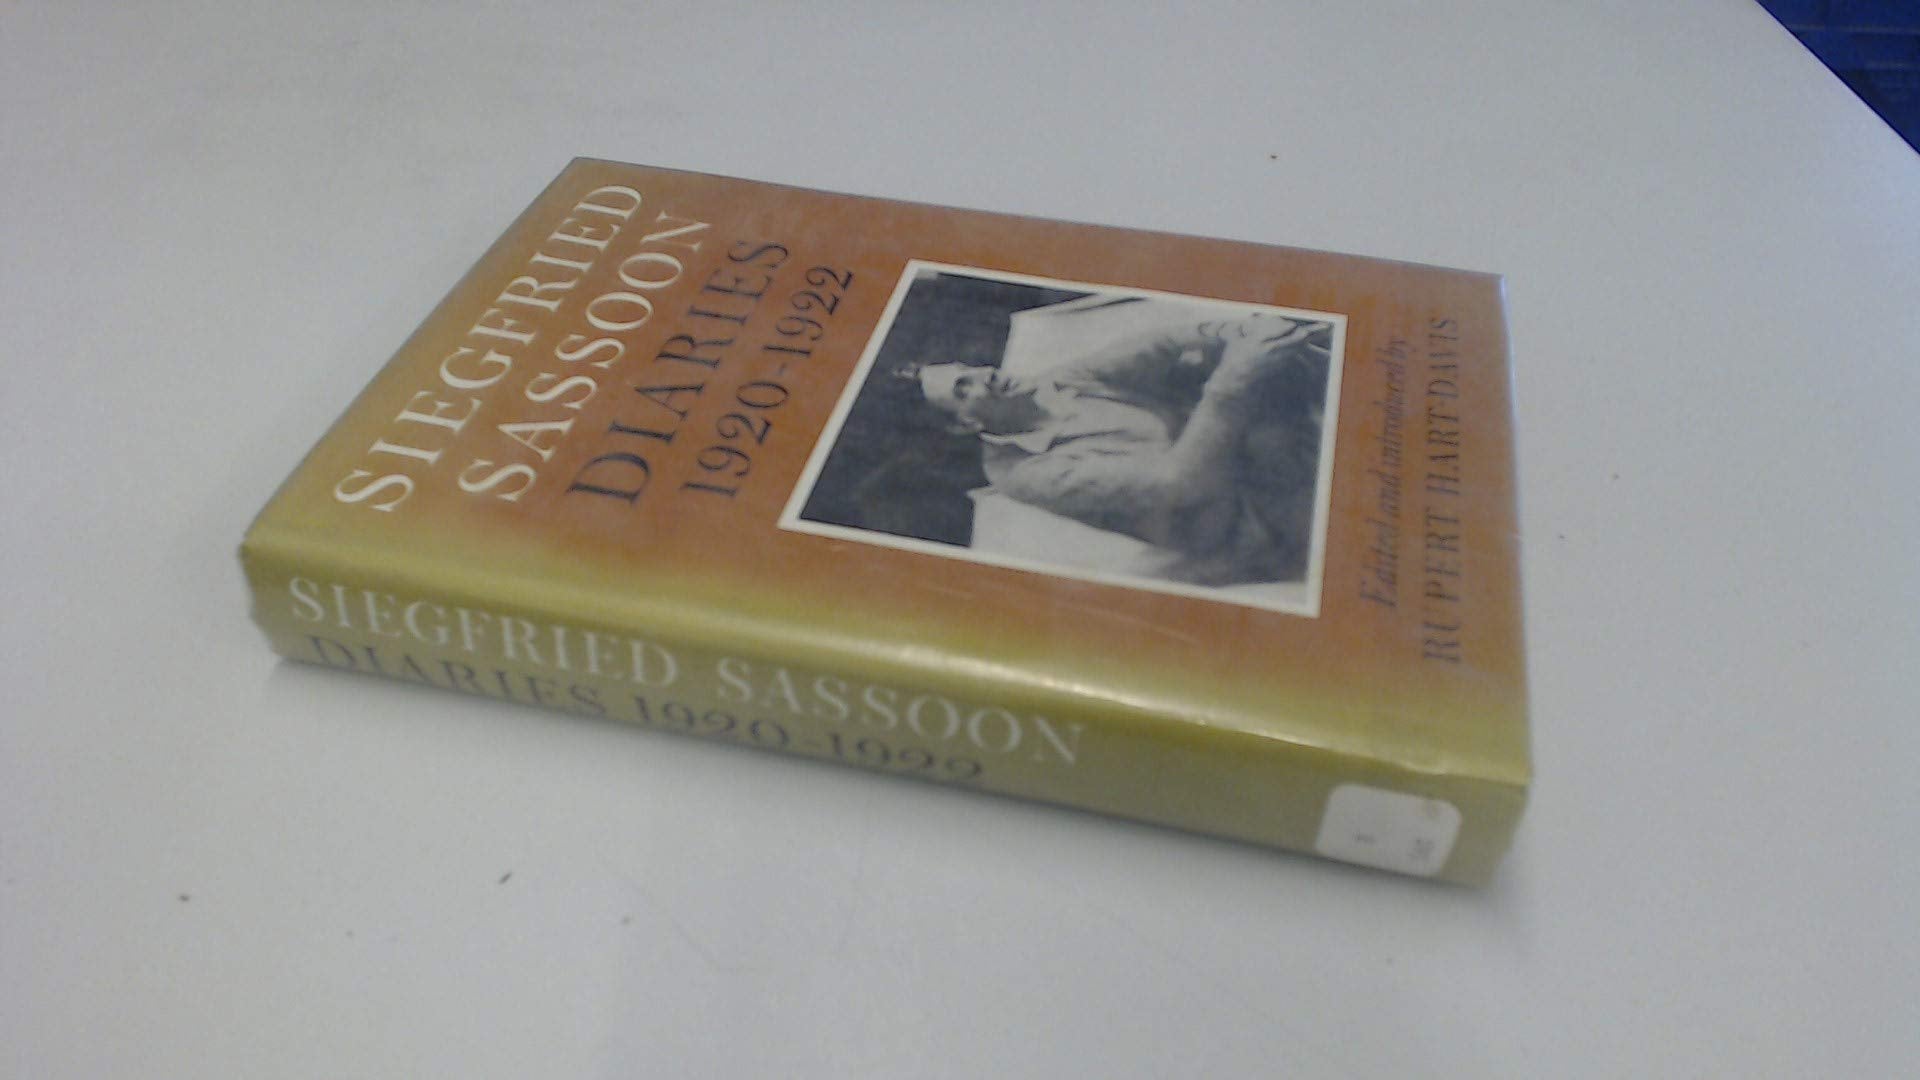 SIEGFRIED
SASSOON
DIARIES
1920-1922
Edited and introduced by
RUPERT HART-DAVIS
SIEGFRIED SASSOON
DIARIES 1920-1922